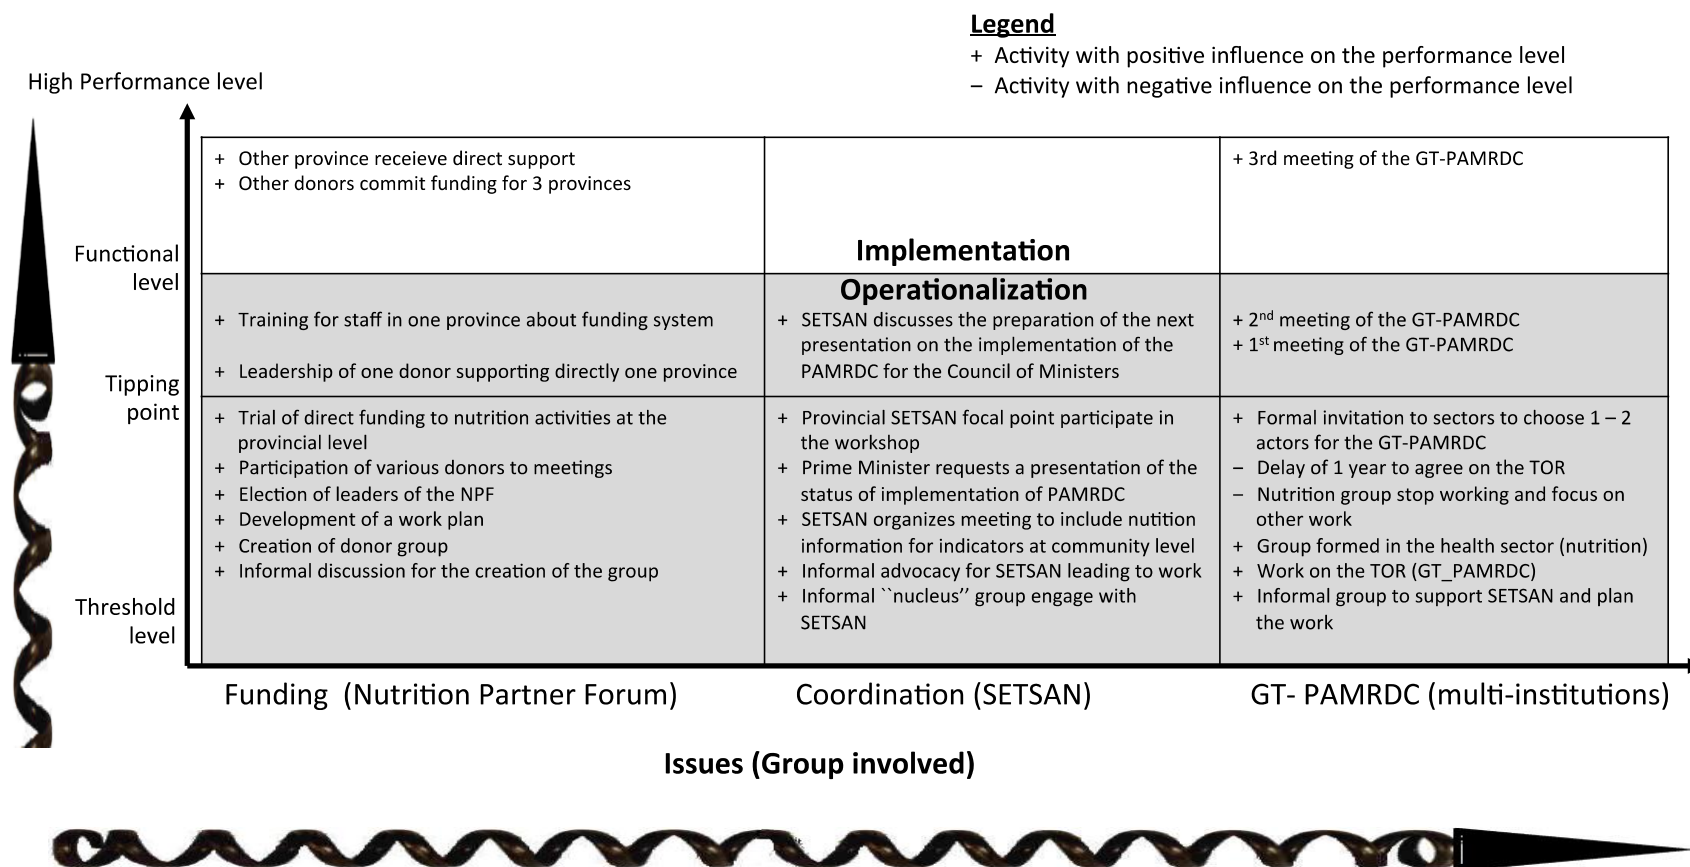 Legend
+ Activity with positive influence on the performance level
– Activity with negative influence on the performance level
High Performance level
Functional
level
Tipping
point
Threshold
level
+ Other province receieve direct support
+ Other donors commit funding for 3 provinces
+ 3rd meeting of the GT-PAMRDC
Implementation
Operationalization
+ Training for staff in one province about funding system
+ Leadership of one donor supporting directly one province
+ SETSAN discusses the preparation of the next
presentation on the implementation of the
PAMRDC for the Council of Ministers
+ 2nd meeting of the GT-PAMRDC
+ 1st meeting of the GT-PAMRDC
+ Trial of direct funding to nutrition activities at the
provincial level
+ Participation of various donors to meetings
+ Election of leaders of the NPF
+ Development of a work plan
+ Creation of donor group
+ Informal discussion for the creation of the group
+ Provincial SETSAN focal point participate in
the workshop
+ Prime Minister requests a presentation of the
status of implementation of PAMRDC
+ SETSAN organizes meeting to include nutition
information for indicators at community level
+ Informal advocacy for SETSAN leading to work
+ Informal ``nucleus'' group engage with
SETSAN
+ Formal invitation to sectors to choose 1 – 2
actors for the GT-PAMRDC
– Delay of 1 year to agree on the TOR
– Nutrition group stop working and focus on
other work
+ Group formed in the health sector (nutrition)
+ Work on the TOR (GT_PAMRDC)
+ Informal group to support SETSAN and plan
the work
Funding (Nutrition Partner Forum)
Coordination (SETSAN)
GT- PAMRDC (multi-institutions)
Issues (Group involved)